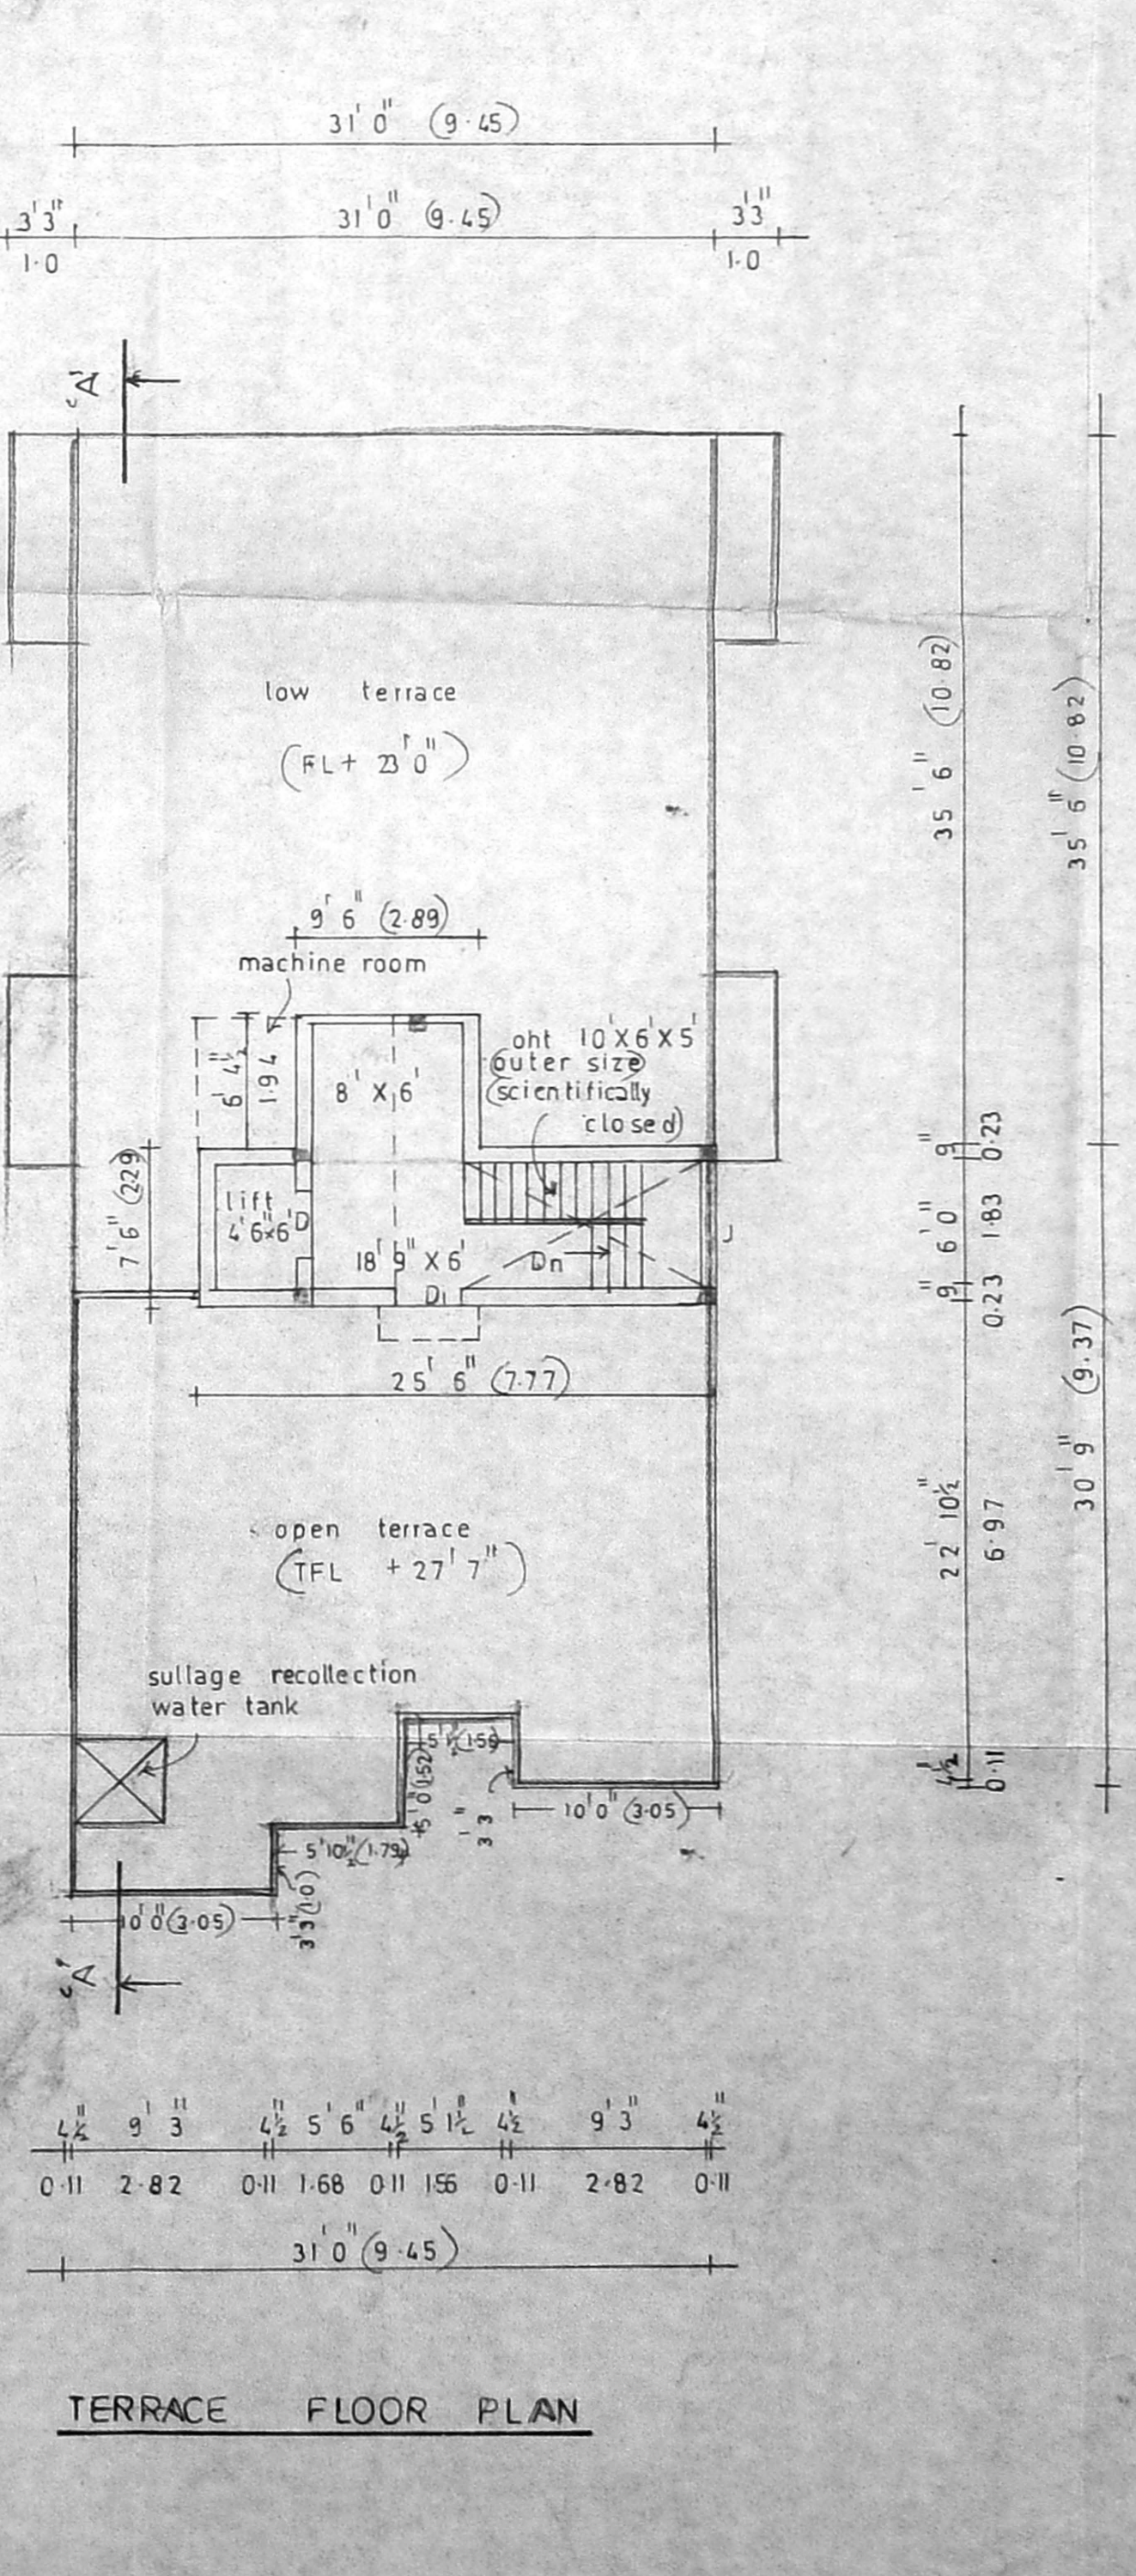 31' 0" (9.45)
3'3" 31' 0" (9.45) 3'3"
1.0 1.0
'A'
35' 6" (10.82)
35' 6" (10.82)
low terrace
(FL + 23' 0")
9' 6" (2.89)
machine room
6' 4½"
1.94
8' X 6'
oht 10'X6'X5'
(outer size)
(scientifically
closed)
9"
0.23
7' 6" (2.29)
lift
4' 6"x6'
D
6' 0"
1.83
18' 9" X 6'
Dn
D1
9"
0.23
25' 6" (7.77)
30' 9" (9.37)
22' 10½"
6.97
open terrace
(TFL + 27' 7")
sullage recollection
water tank
5' 1½" (1.56)
5' 0" (1.52)
3' 3"
10' 0" (3.05)
4½"
0.11
5' 10½" (1.79)
3' 3" (1.0)
10' 0" (3.05)
'A'
4½" 9' 3" 4½" 5' 6" 4½" 5' 1½" 4½" 9' 3" 4½"
0.11 2.82 0.11 1.68 0.11 1.56 0.11 2.82 0.11
31' 0" (9.45)
TERRACE FLOOR PLAN